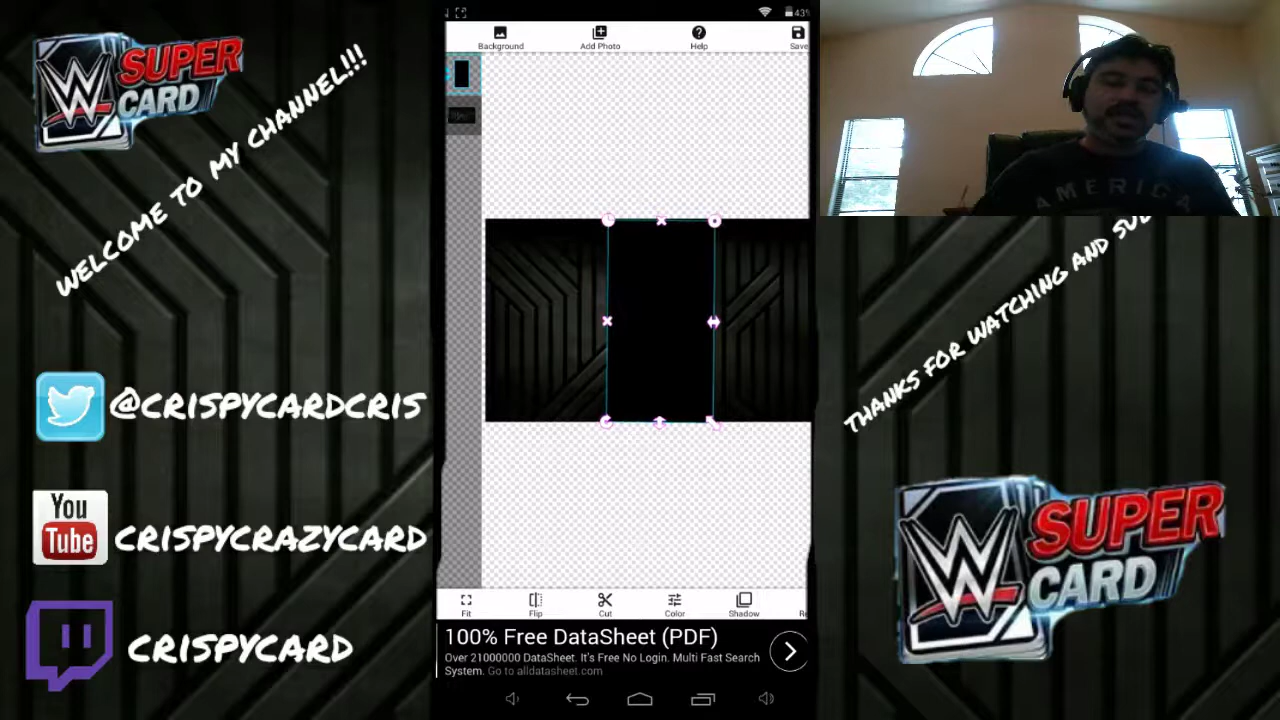 W SUPER CARD
WELCOME TO MY CHANNEL!!!
@CRISPYCARDCRIS
You Tube
CRISPYCRAZYCARD
CRISPYCARD
43%
Background
Add Photo
Help
Save
Fit
Flip
Cut
Color
Shadow
100% Free DataSheet (PDF)
Over 21000000 DataSheet. It's Free No Login. Multi Fast Search
System. Go to alldatasheet.com
AMERICA
THANKS FOR WATCHING AND
W SUPER CARD